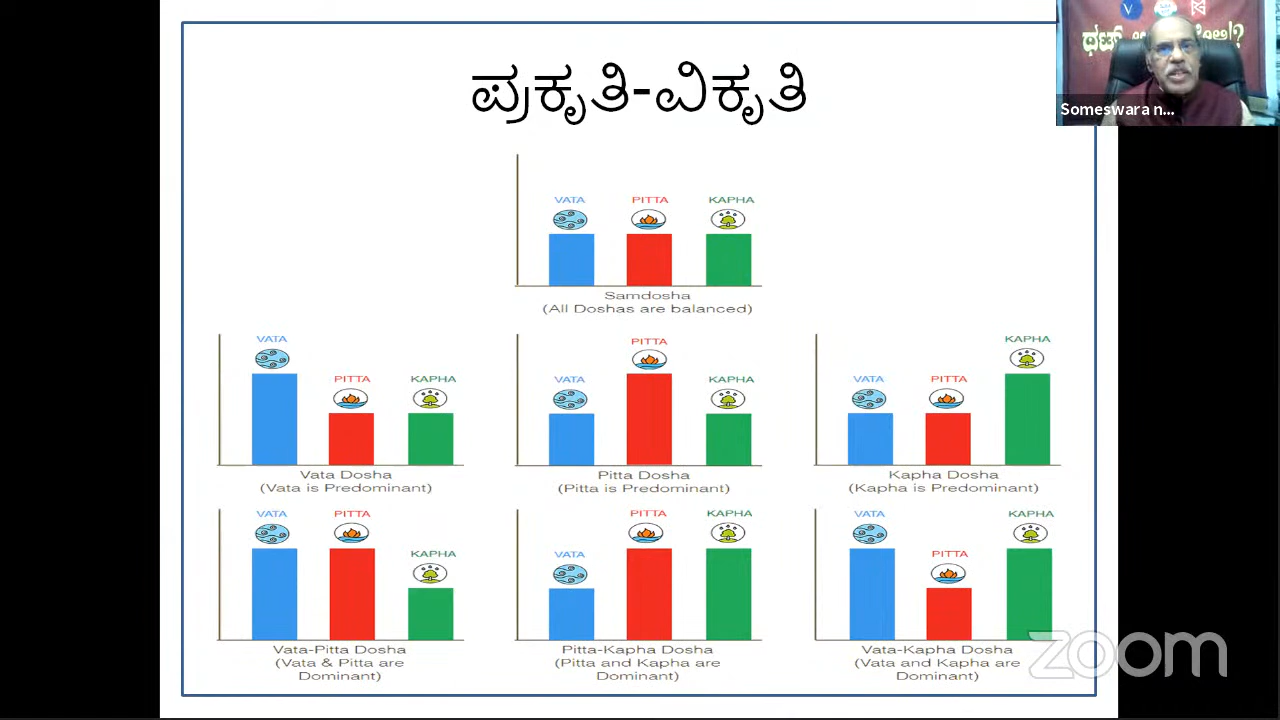 ಪ್ರಕೃತಿ-ವಿಕೃತಿ
Someswara n...
VATA PITTA KAPHA
Samdosha
(All Doshas are balanced)
VATA PITTA KAPHA
Vata Dosha
(Vata is Predominant)
VATA PITTA KAPHA
Pitta Dosha
(Pitta is Predominant)
VATA PITTA KAPHA
Kapha Dosha
(Kapha is Predominant)
VATA PITTA KAPHA
Vata-Pitta Dosha
(Vata & Pitta are
Dominant)
VATA PITTA KAPHA
Pitta-Kapha Dosha
(Pitta and Kapha are
Dominant)
VATA PITTA KAPHA
Vata-Kapha Dosha
(Vata and Kapha are
Dominant)
zoom